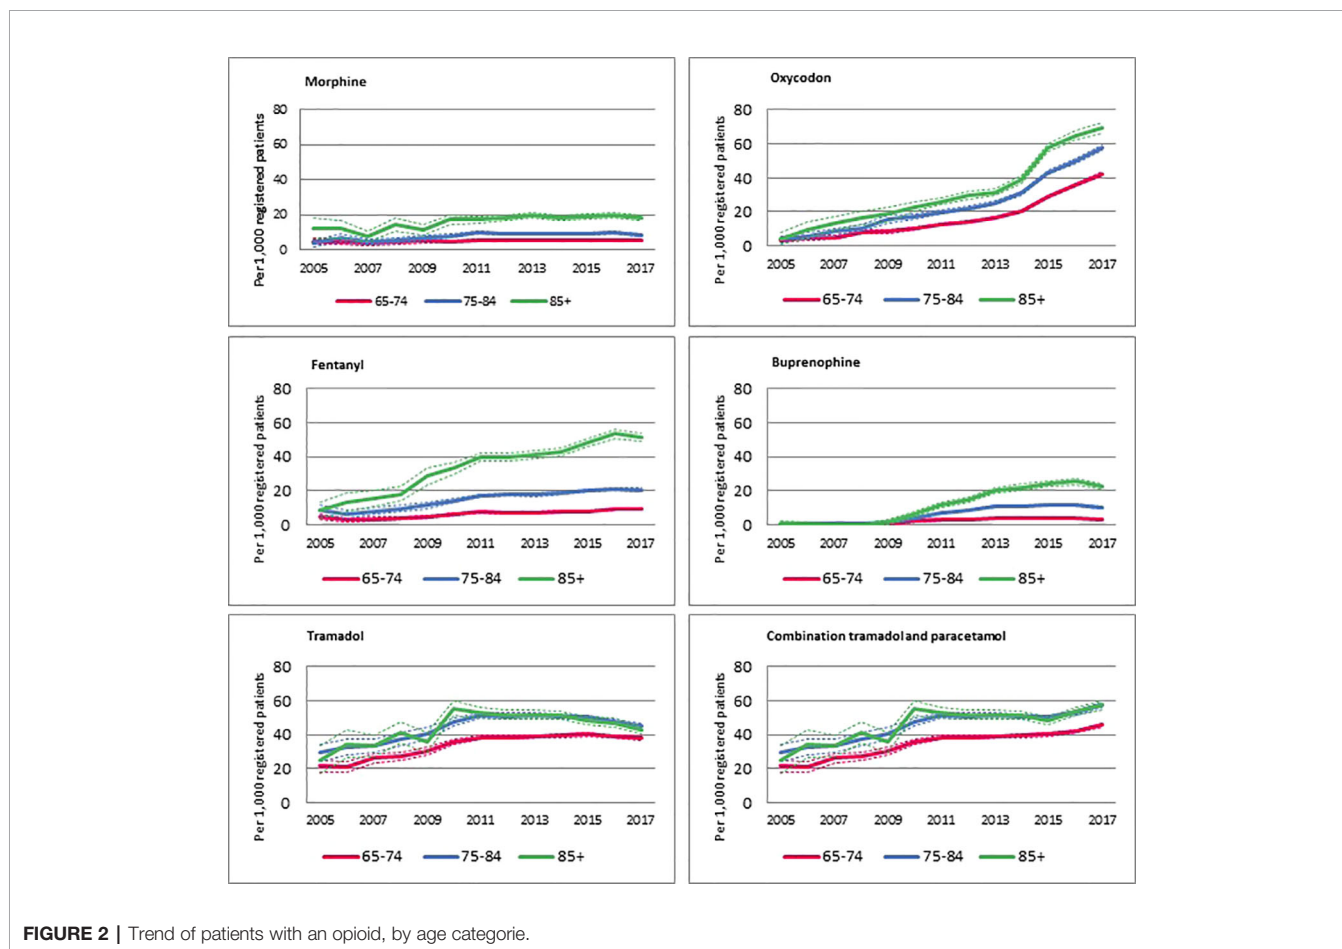 Morphine
Per 1,000 registered patients
80
60
40
20
0
2005 2007 2009 2011 2013 2015 2017
65-74 75-84 85+
Oxycodon
Per 1,000 registered patients
80
60
40
20
0
2005 2007 2009 2011 2013 2015 2017
65-74 75-84 85+
Fentanyl
Per 1,000 registered patients
80
60
40
20
0
2005 2007 2009 2011 2013 2015 2017
65-74 75-84 85+
Buprenophine
Per 1,000 registered patients
80
60
40
20
0
2005 2007 2009 2011 2013 2015 2017
65-74 75-84 85+
Tramadol
Per 1,000 registered patients
80
60
40
20
0
2005 2007 2009 2011 2013 2015 2017
65-74 75-84 85+
Combination tramadol and paracetamol
Per 1,000 registered patients
80
60
40
20
0
2005 2007 2009 2011 2013 2015 2017
65-74 75-84 85+
FIGURE 2 | Trend of patients with an opioid, by age categorie.